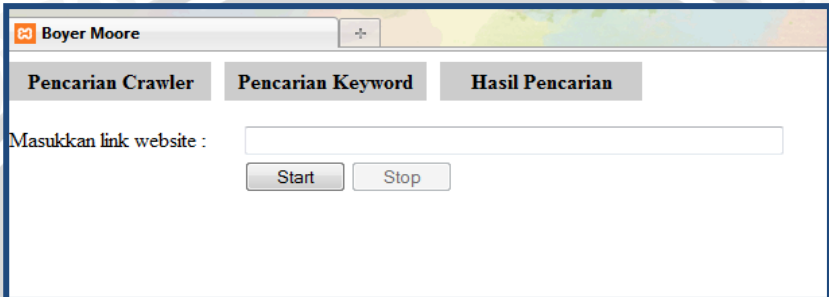 Boyer Moore
Pencarian Crawler Pencarian Keyword Hasil Pencarian
Masukkan link website :
Start Stop